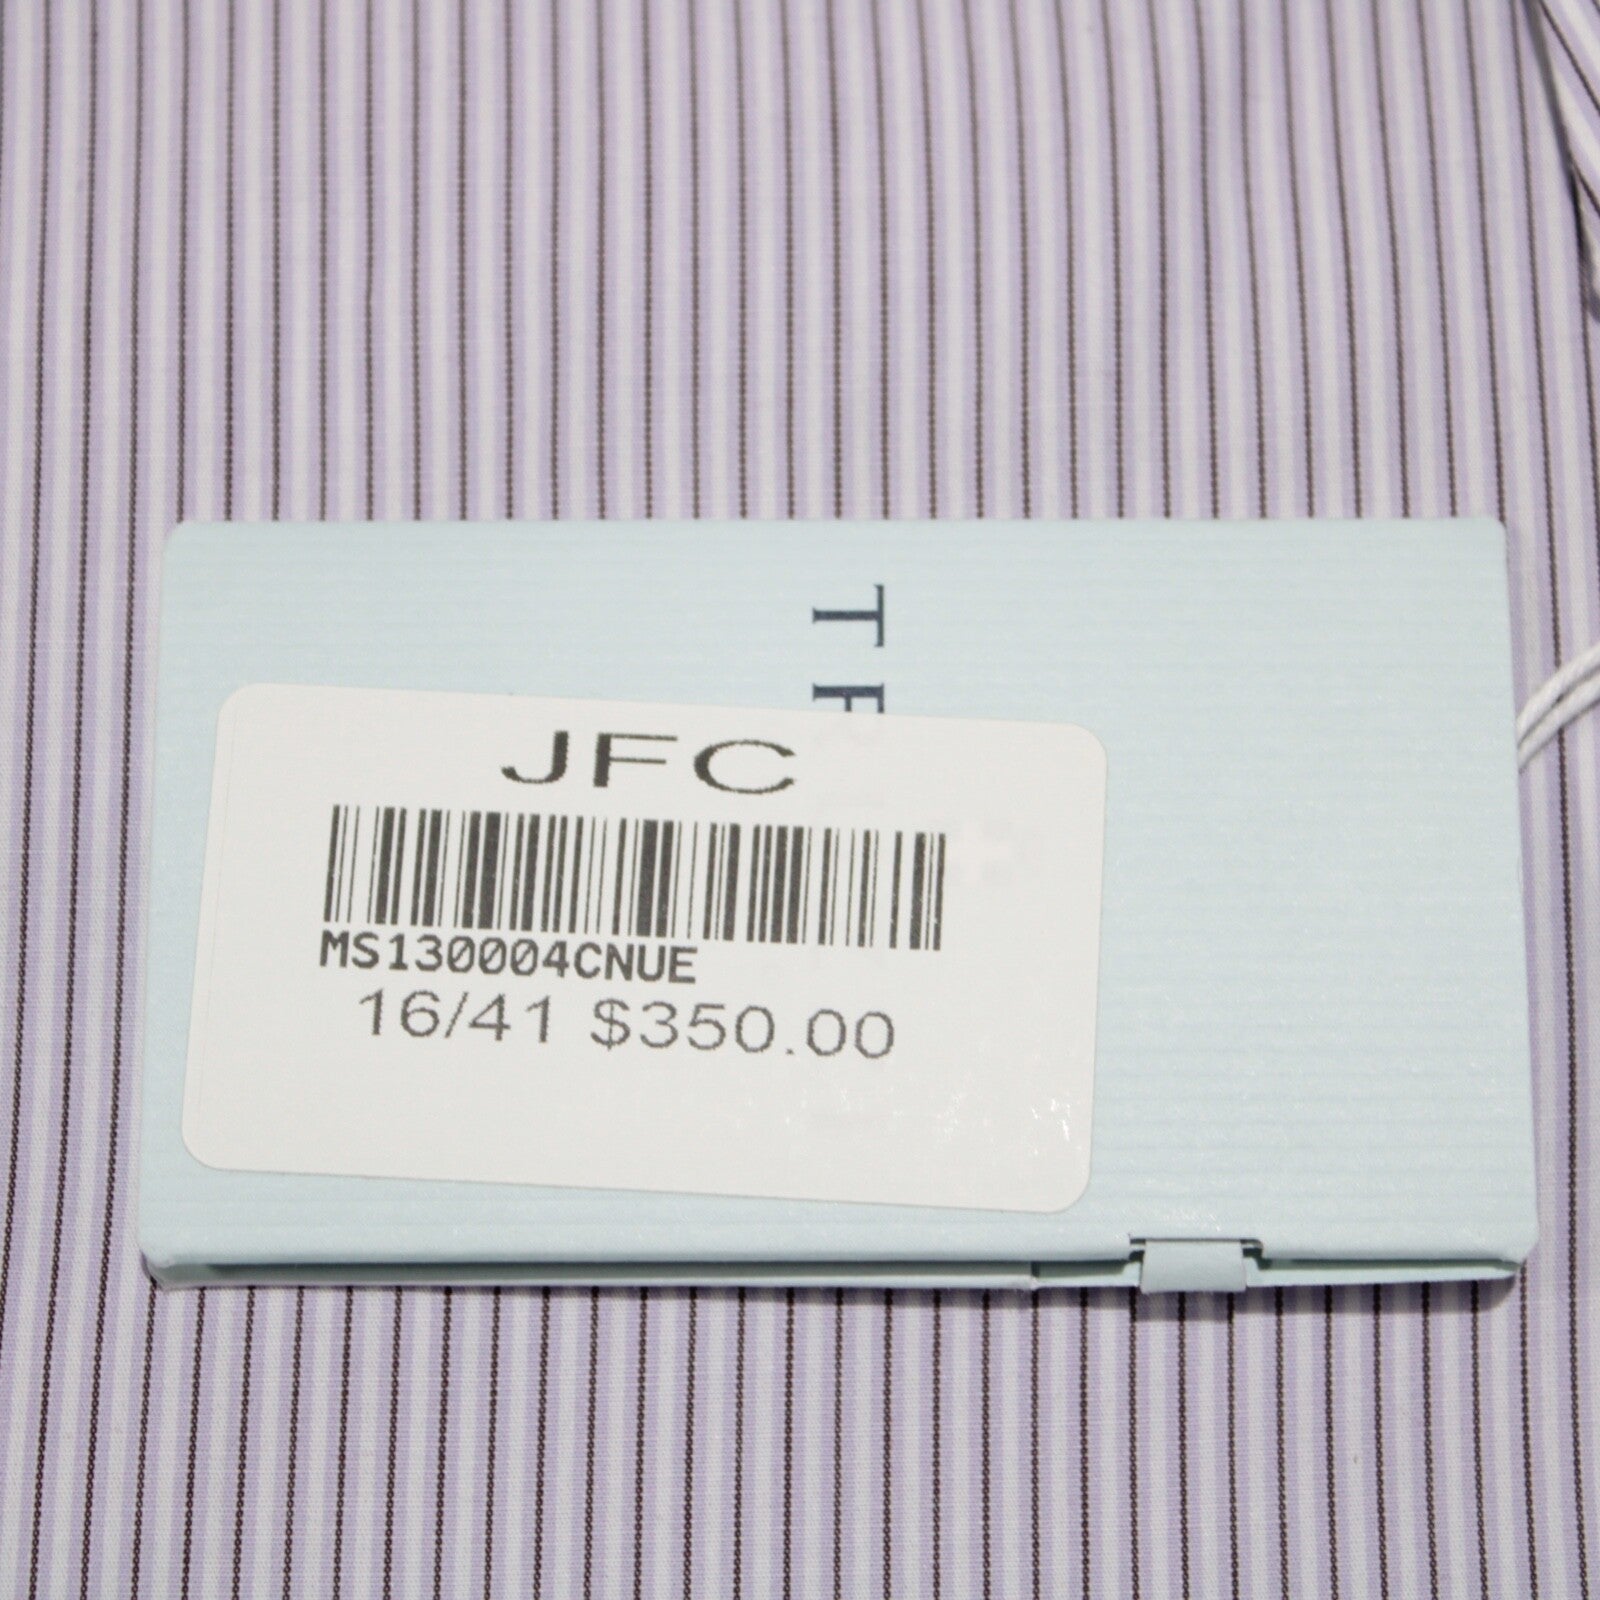 T
JFC
MS130004CNUE
16/41 $350.00